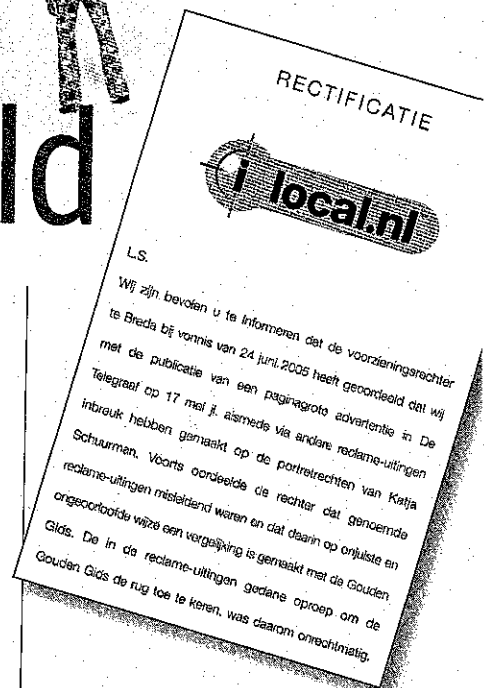 ld
RECTIFICATIE
i local.nl
L.S.
Wij zijn bevolen u te informeren dat de voorzieningsrechter
te Breda bij vonnis van 24 juni 2005 heeft geoordeeld dat wij
met de publicatie van een paginagrote advertentie in De
Telegraaf op 17 mei jl. alsmede via andere reclame-uitingen
inbreuk hebben gemaakt op de portretrechten van Katja
Schuurman. Voorts oordeelde de rechter dat genoemde
reclame-uitingen misleidend waren en dat daarin op onjuiste en
ongeoorloofde wijze een vergelijking is gemaakt met de Gouden
Gids. De in de reclame-uitingen gedane oproep om de
Gouden Gids de rug toe te keren, was daarom onrechtmatig.